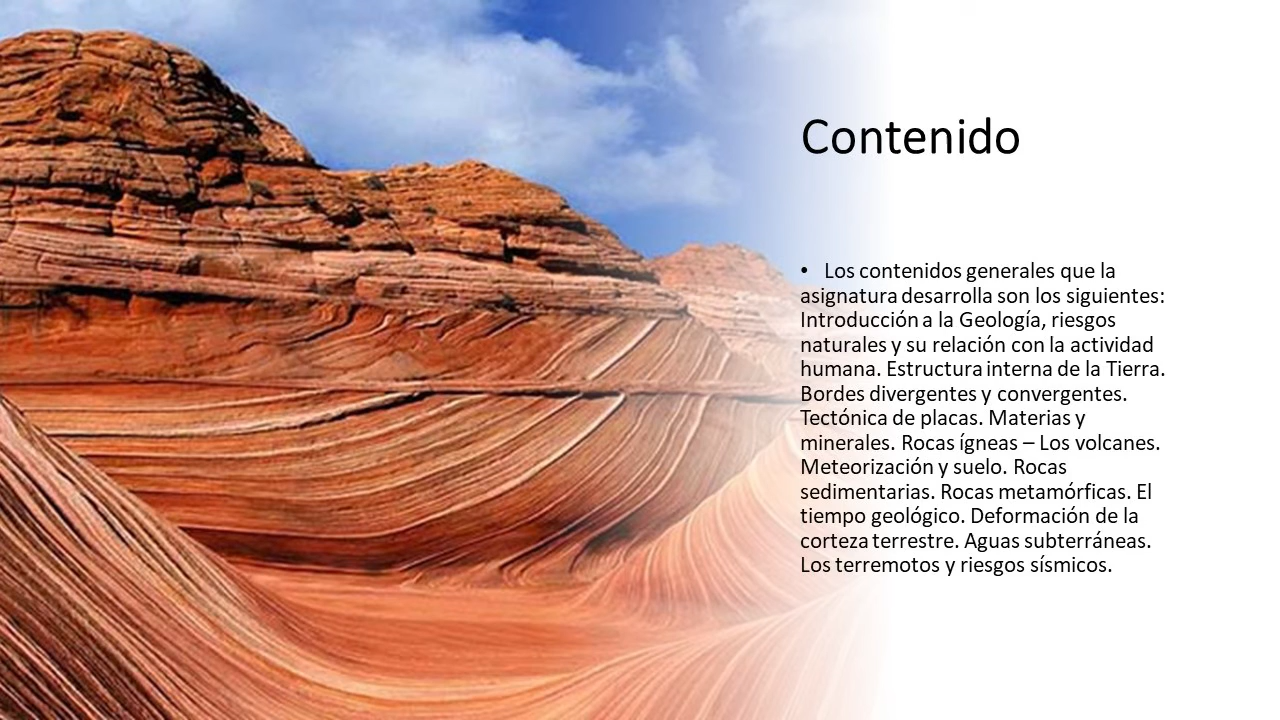 Contenido
• Los contenidos generales que la
asignatura desarrolla son los siguientes:
Introducción a la Geología, riesgos
naturales y su relación con la actividad
humana. Estructura interna de la Tierra.
Bordes divergentes y convergentes.
Tectónica de placas. Materias y
minerales. Rocas ígneas – Los volcanes.
Meteorización y suelo. Rocas
sedimentarias. Rocas metamórficas. El
tiempo geológico. Deformación de la
corteza terrestre. Aguas subterráneas.
Los terremotos y riesgos sísmicos.